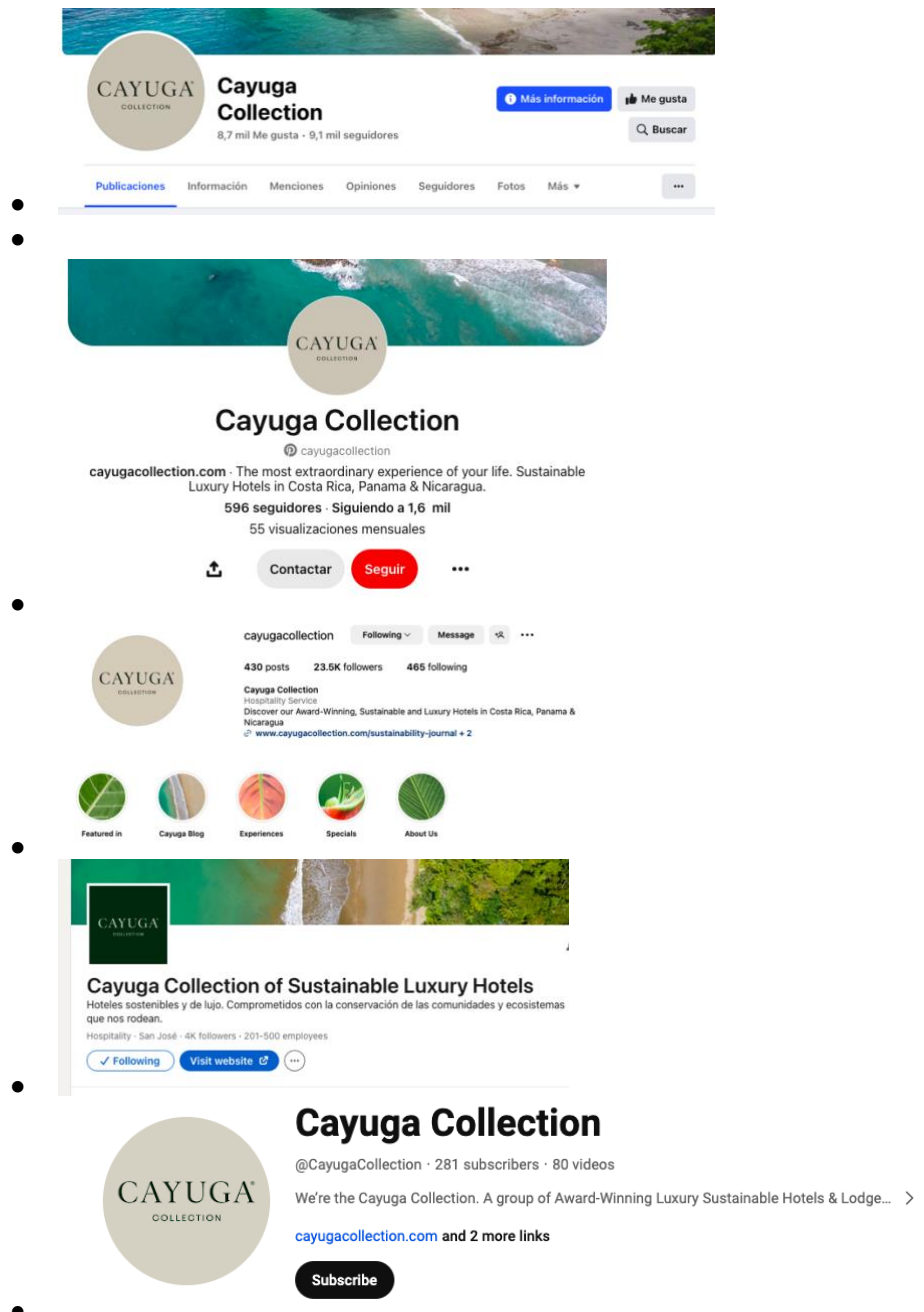 CAYUGA
COLLECTION
Cayuga
Collection
8,7 mil Me gusta • 9,1 mil seguidores
Más información
Me gusta
Buscar
Publicaciones Información Menciones Opiniones Seguidores Fotos Más
CAYUGA
COLLECTION
Cayuga Collection
cayugacollection
cayugacollection.com · The most extraordinary experience of your life. Sustainable
Luxury Hotels in Costa Rica, Panama & Nicaragua.
596 seguidores · Siguiendo a 1,6 mil
55 visualizaciones mensuales
Contactar Seguir
CAYUGA
COLLECTION
cayugacollection Following Message
430 posts 23.5K followers 465 following
Cayuga Collection
Hospitality Service
Discover our Award-Winning, Sustainable and Luxury Hotels in Costa Rica, Panama &
Nicaragua
www.cayugacollection.com/sustainability-journal + 2
Featured in Cayuga Blog Experiences Specials About Us
CAYUGA
COLLECTION
Cayuga Collection of Sustainable Luxury Hotels
Hoteles sostenibles y de lujo. Comprometidos con la conservación de las comunidades y ecosistemas
que nos rodean.
Hospitality · San José · 4K followers · 201-500 employees
Following Visit website
CAYUGA
COLLECTION
Cayuga Collection
@CayugaCollection · 281 subscribers · 80 videos
We're the Cayuga Collection. A group of Award-Winning Luxury Sustainable Hotels & Lodge...
cayugacollection.com and 2 more links
Subscribe